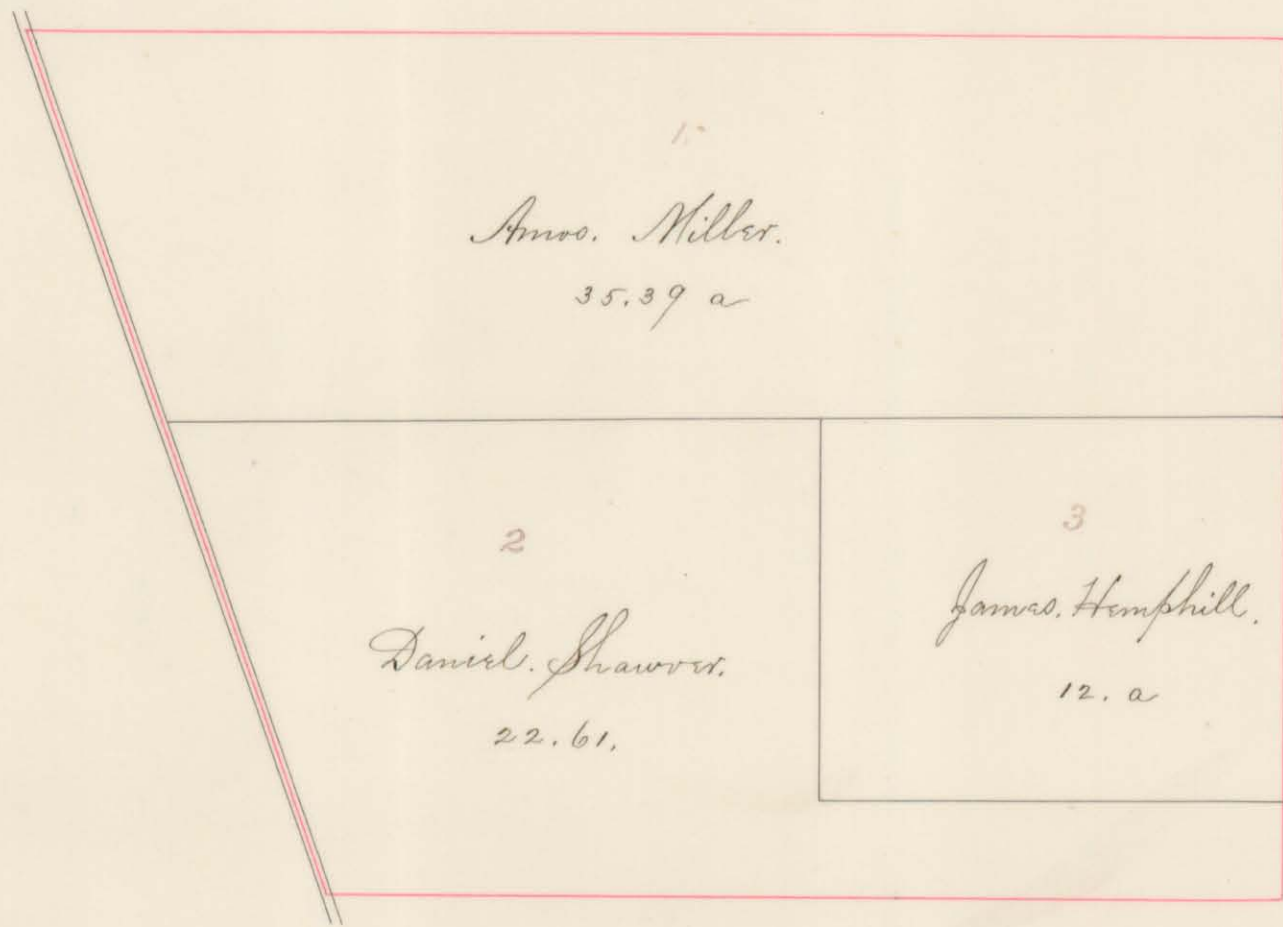 1.
Amos. Miller.
35.39 a
2
Daniel. Shawver.
22.61.
3
James. Hemphill.
12. a